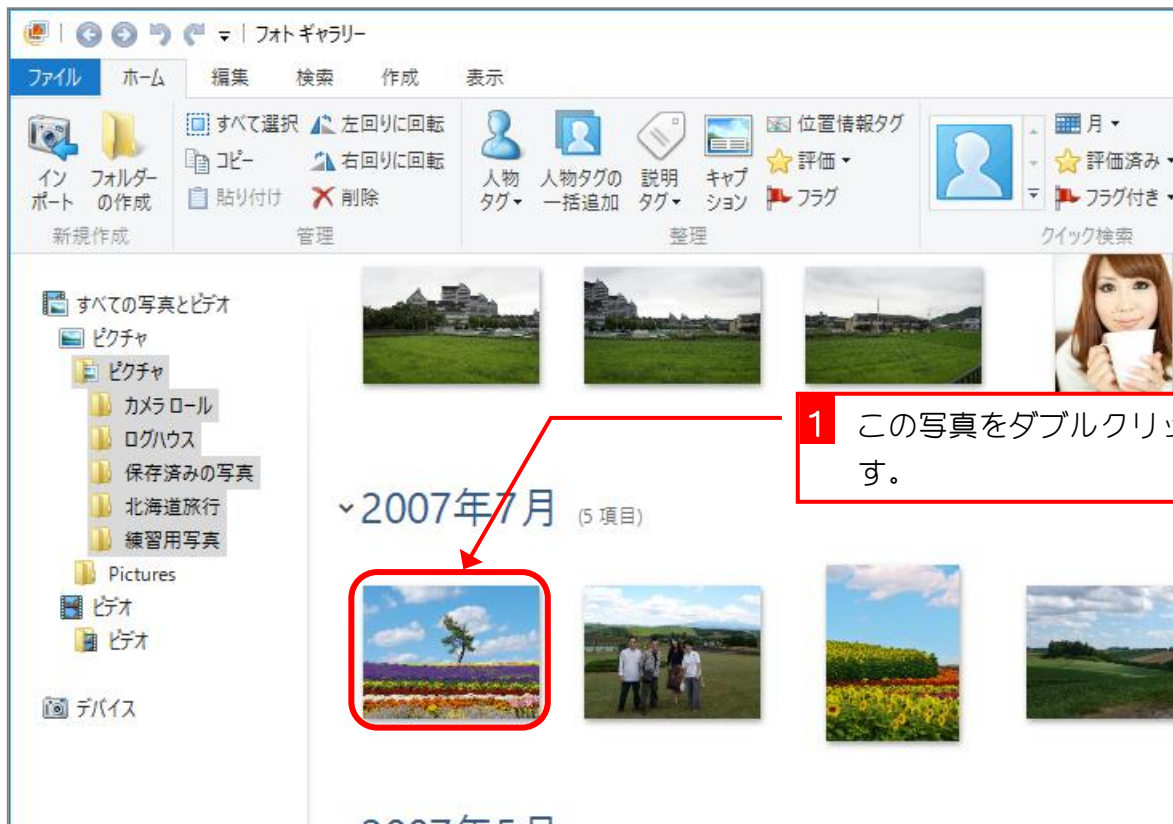 フォト ギャラリー
ファイル ホーム 編集 検索 作成 表示
インポート
フォルダーの作成
新規作成
すべて選択
コピー
貼り付け
左回りに回転
右回りに回転
削除
管理
人物タグ
人物タグの一括追加
説明タグ
キャプション
位置情報タグ
評価
フラグ
整理
月
評価済み
フラグ付き
クイック検索
すべての写真とビデオ
ピクチャ
ピクチャ
カメラ ロール
ログハウス
保存済みの写真
北海道旅行
練習用写真
Pictures
ビデオ
ビデオ
デバイス
1 この写真をダブルクリッ
す。
2007年7月 (5 項目)
2007年5月